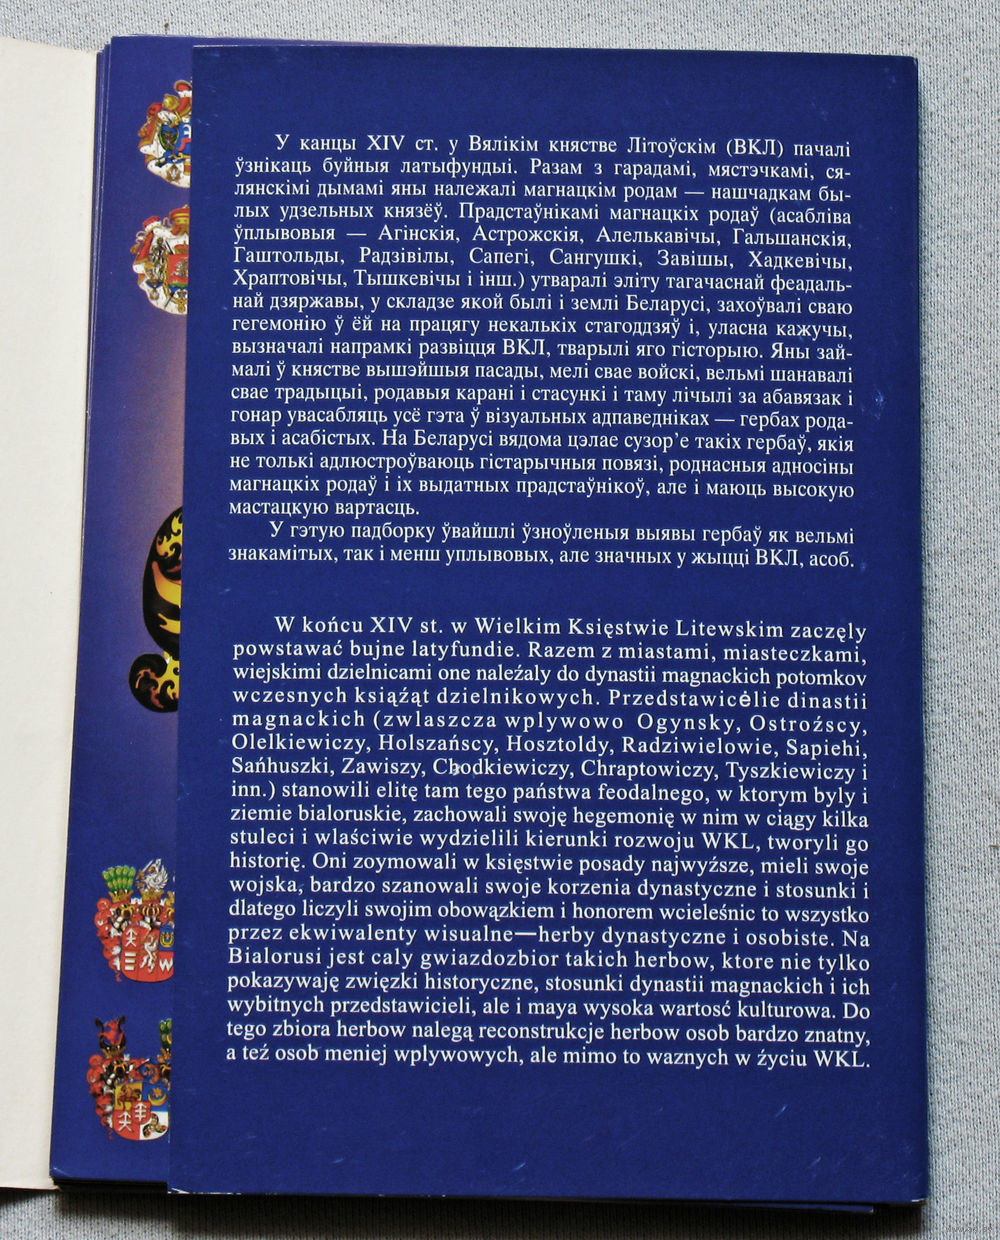 У канцы XIV ст. у Вялікім княстве Літоўскім (ВКЛ) пачалі
ўзнікаць буйныя латыфундыі. Разам з гарадамі, мястэчкамі, ся-
лянскімі дымамі яны належалі магнацкім родам — нашчадкам бы-
лых удзельных князёў. Прадстаўнікамі магнацкіх родаў (асабліва
ўплывовыя — Агінскія, Астрожскія, Алелькавічы, Гальшанскія,
Гаштольды, Радзівілы, Сапегі, Сангушкі, Завішы, Хадкевічы,
Храптовічы, Тышкевічы і інш.) утваралі эліту тагачаснай феадаль-
най дзяржавы, у складзе якой былі і землі Беларусі, захоўвалі сваю
гегемонію ў ёй на працягу некалькіх стагоддзяў і, уласна кажучы,
вызначалі напрамкі развіцця ВКЛ, тварылі яго гісторыю. Яны зай-
малі ў княстве вышэйшыя пасады, мелі свае войскі, вельмі шанавалі
свае традыцыі, родавыя карані і стасункі і таму лічылі за абавязак і
гонар увасабляць усё гэта ў візуальных адпаведніках — гербах рода-
вых і асабістых. На Беларусі вядома цэлае сузор’е такіх гербаў, якія
не толькі адлюстроўваюць гістарычныя повязі, роднасныя адносіны
магнацкіх родаў і іх выдатных прадстаўнікоў, але і маюць высокую
мастацкую вартасць.
У гэтую падборку ўвайшлі ўзноўленыя выявы гербаў як вельмі
знакамітых, так і менш уплывовых, але значных у жыцці ВКЛ, асоб.
W końcu XIV st. w Wielkim Księstwie Litewskim zaczęly
powstawać bujne latyfundie. Razem z miastami, miasteczkami,
wiejskimi dzielnicami one należaly do dynastii magnackich potomkov
wczesnych książąt dzielnikowych. Przedstawicėlie dinastii
magnackich (zwlaszcza wplywowo Ogynsky, Ostroźscy,
Olelkiewiczy, Holszańscy, Hosztoldy, Radziwielowie, Sapiehi,
Sańhuszki, Zawiszy, Chodkiewiczy, Chraptowiczy, Tyszkiewiczy i
inn.) stanowili elitę tam tego państwa feodalnego, w ktorym byly i
ziemie bialoruskie, zachowali swoję hegemonię w nim w ciągy kilka
stuleci i wlaściwie wydzielili kierunki rozwoju WKL, tworyli go
historię. Oni zoymowali w księstwie posady najwyźsze, mieli swoje
wojska, bardzo szanowali swoje korzenia dynastyczne i stosunki i
dlatego liczyli swojim obowązkiem i honorem wcieleśnic to wszystko
przez ekwiwalenty wisualne—herby dynastyczne i osobiste. Na
Bialorusi jest caly gwiazdozbior takich herbow, ktore nie tylko
pokazywaję zwięzki historyczne, stosunki dynastii magnackich i ich
wybitnych przedstawicieli, ale i maya wysoka wartosć kulturowa. Do
tego zbiora herbow nalegą reconstrukcje herbow osob bardzo znatny,
a też osob meniej wplywowych, ale mimo to waznych w źyciu WKL.